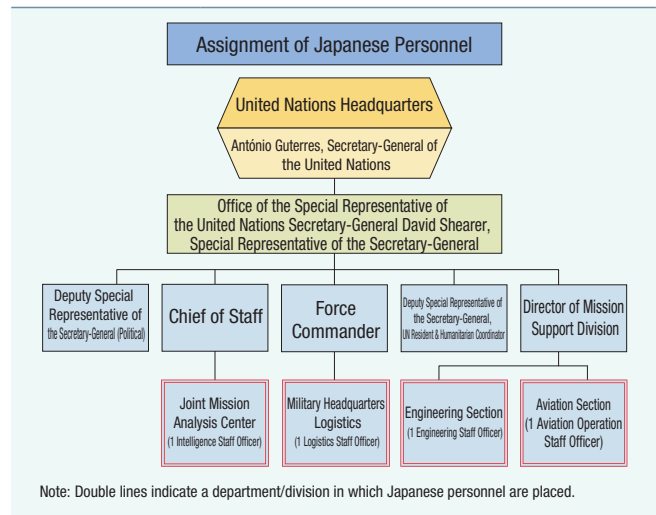 Assignment of Japanese Personnel
United Nations Headquarters
António Guterres, Secretary-General of
the United Nations
Office of the Special Representative of
the United Nations Secretary-General David Shearer,
Special Representative of the Secretary-General
Deputy Special
Representative of
the Secretary-General (Political)
Chief of Staff
Force
Commander
Deputy Special Representative of
the Secretary-General,
UN Resident & Humanitarian Coordinator
Director of Mission
Support Division
Joint Mission
Analysis Center
(1 Intelligence Staff Officer)
Military Headquarters
Logistics
(1 Logistics Staff Officer)
Engineering Section
(1 Engineering Staff Officer)
Aviation Section
(1 Aviation Operation
Staff Officer)
Note: Double lines indicate a department/division in which Japanese personnel are placed.